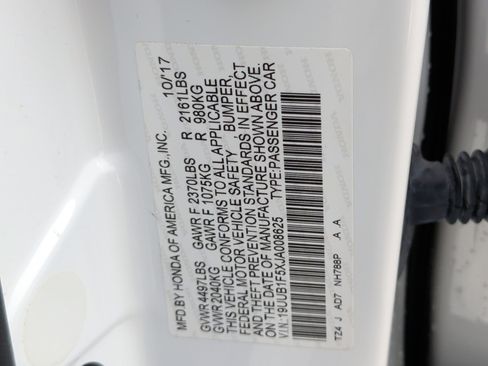 MFD BY HONDA OF AMERICA MFG., INC. 10/'17
GVWR 4497LBS GAWR F 2370LBS R 2161LBS
GVWR 2040KG GAWR F 1075KG R 980KG
THIS VEHICLE CONFORMS TO ALL APPLICABLE
FEDERAL MOTOR VEHICLE SAFETY, BUMPER,
AND THEFT PREVENTION STANDARDS IN EFFECT
ON THE DATE OF MANUFACTURE SHOWN ABOVE.
V.I.N.:19UUB1F5XJA008625 TYPE:PASSENGER CAR
TZ4 J AD7 NH788P A A